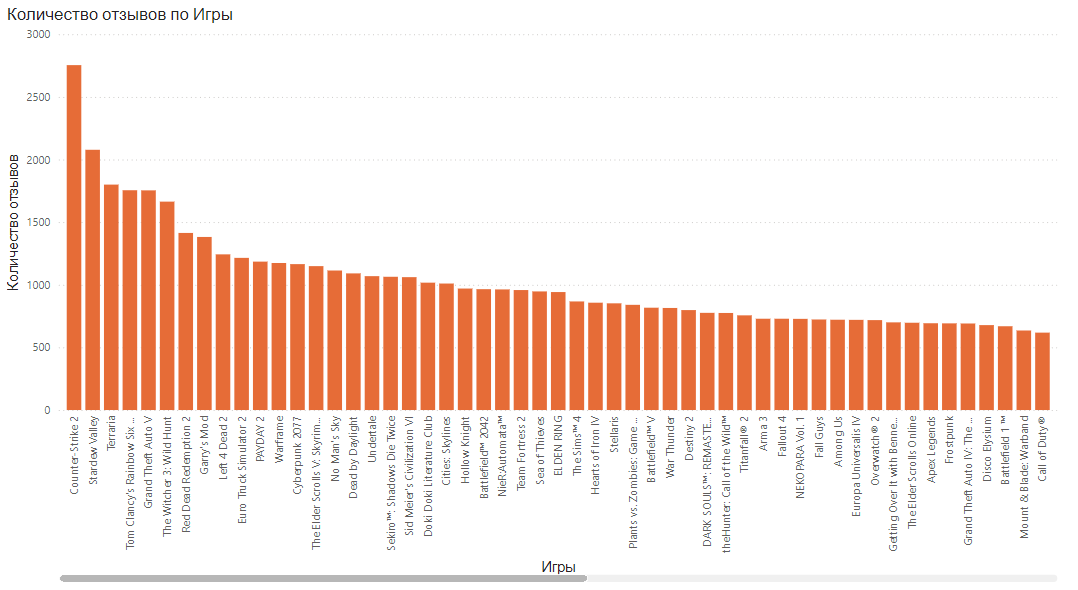 Количество отзывов по Игры
Количество отзывов
3000
2500
2000
1500
1000
500
0
Counter-Strike 2
Stardew Valley
Terraria
Tom Clancy's Rainbow Six ...
Grand Theft Auto V
The Witcher 3: Wild Hunt
Red Dead Redemption 2
Garry's Mod
Left 4 Dead 2
Euro Truck Simulator 2
PAYDAY 2
Warframe
Cyberpunk 2077
The Elder Scrolls V: Skyrim...
No Man's Sky
Dead by Daylight
Undertale
Sekiro™: Shadows Die Twice
Sid Meier's Civilization VI
Doki Doki Literature Club
Cities: Skylines
Hollow Knight
Battlefield™ 2042
NieR:Automata™
Team Fortress 2
Sea of Thieves
ELDEN RING
The Sims™ 4
Hearts of Iron IV
Stellaris
Plants vs. Zombies: Game ...
Battlefield™ V
War Thunder
Destiny 2
DARK SOULS™: REMASTE...
theHunter: Call of the Wild™
Titanfall® 2
Arma 3
Fallout 4
NEKOPARA Vol. 1
Fall Guys
Among Us
Europa Universalis IV
Overwatch® 2
Getting Over It with Benne...
The Elder Scrolls Online
Apex Legends
Frostpunk
Grand Theft Auto IV: The ...
Disco Elysium
Battlefield 1 ™
Mount & Blade: Warband
Call of Duty®
Игры